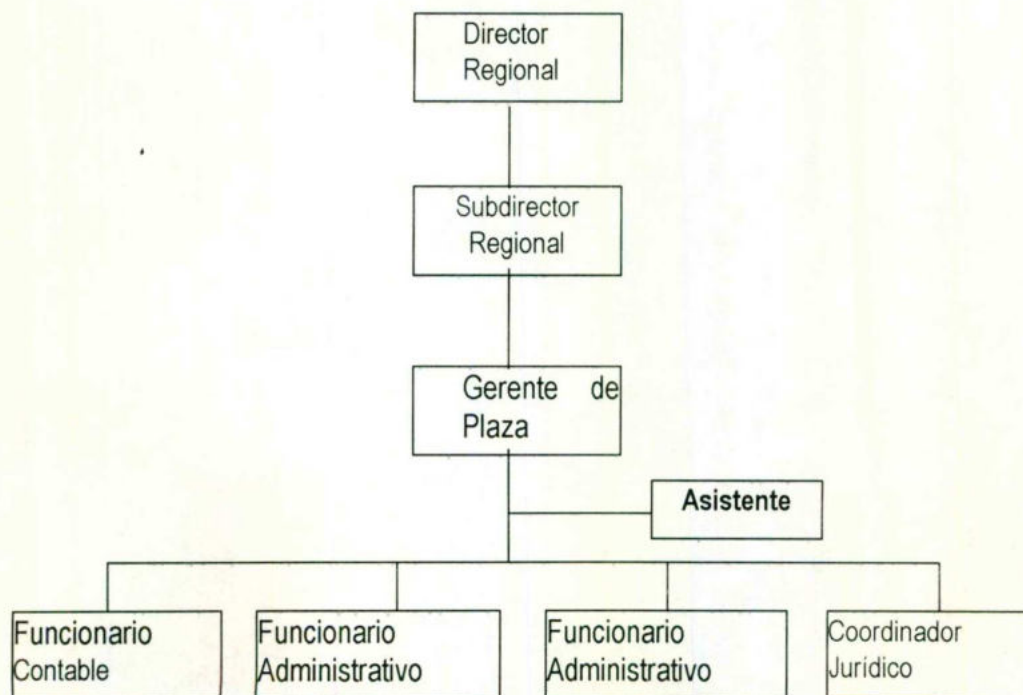 Director
Regional
Subdirector
Regional
Gerente de
Plaza
Asistente
Funcionario
Contable
Funcionario
Administrativo
Funcionario
Administrativo
Coordinador
Jurídico